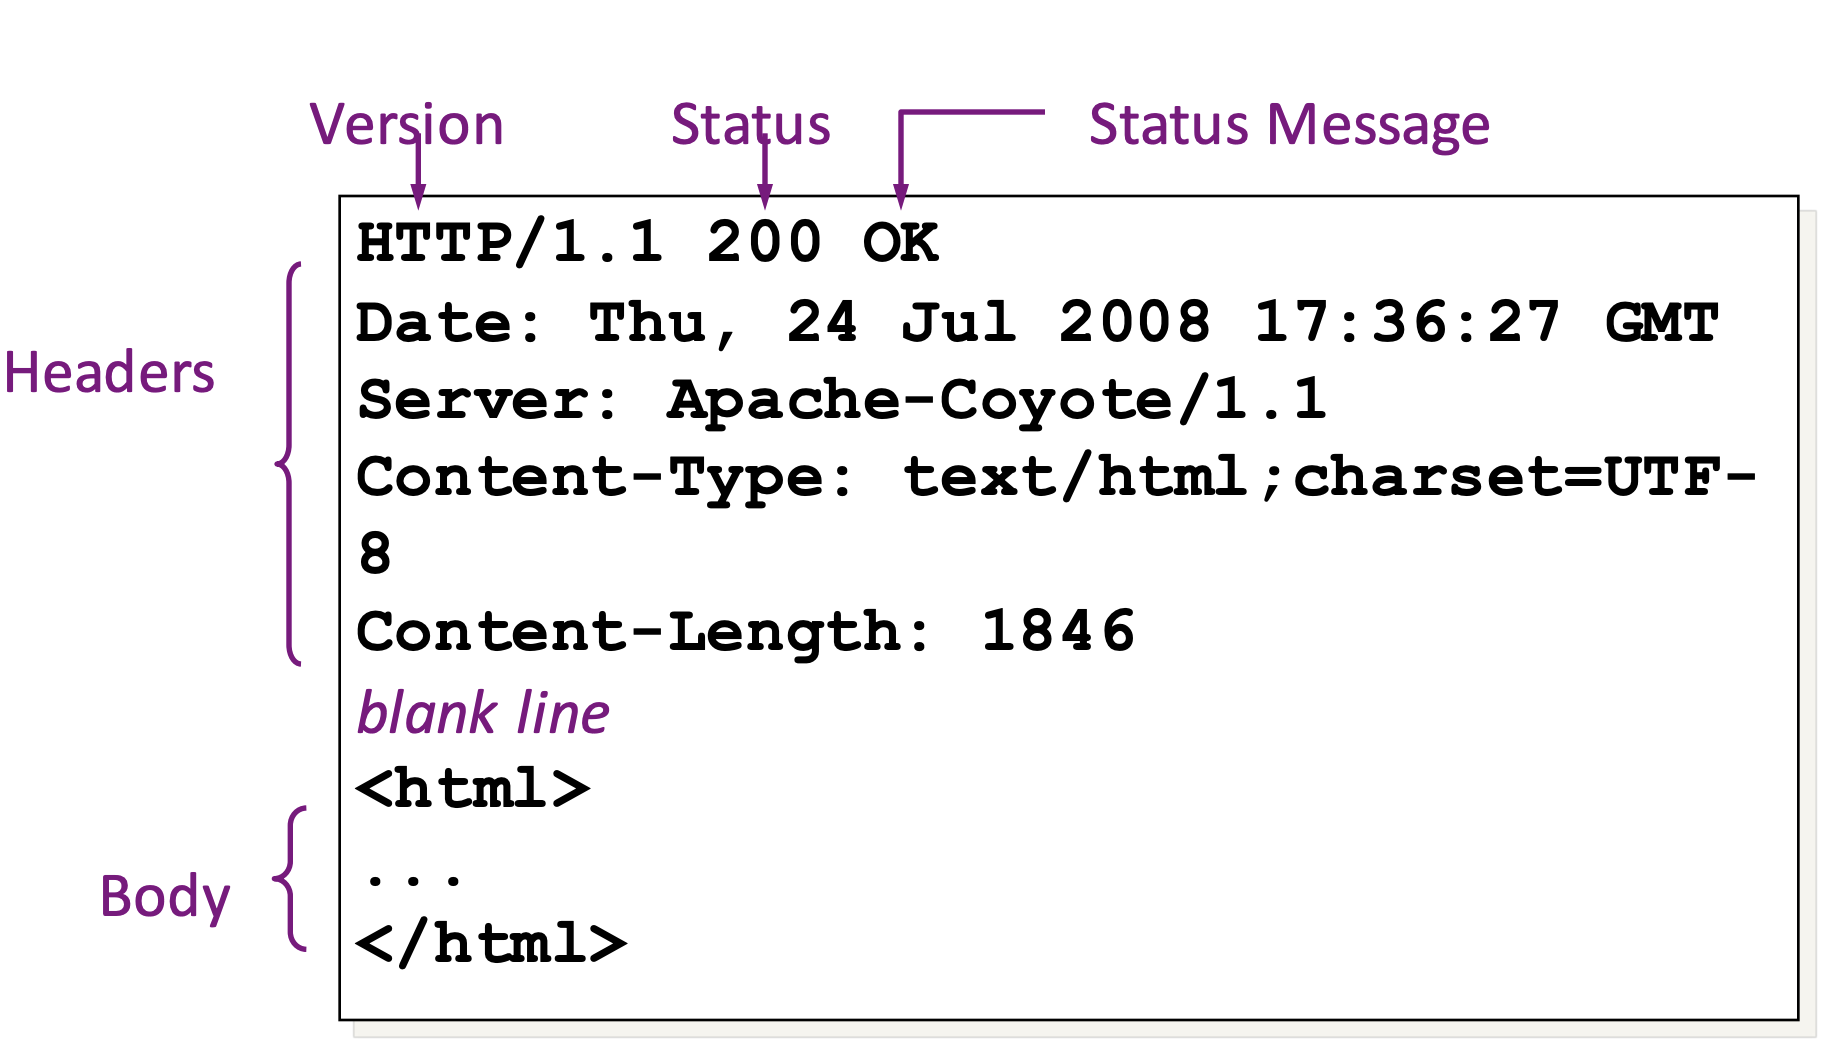 Version Status Status Message
HTTP/1.1 200 OK
Date: Thu, 24 Jul 2008 17:36:27 GMT
Headers
Server: Apache-Coyote/1.1
Content-Type: text/html;charset=UTF-
8
Content-Length: 1846
blank line
<html>
...
Body
</html>